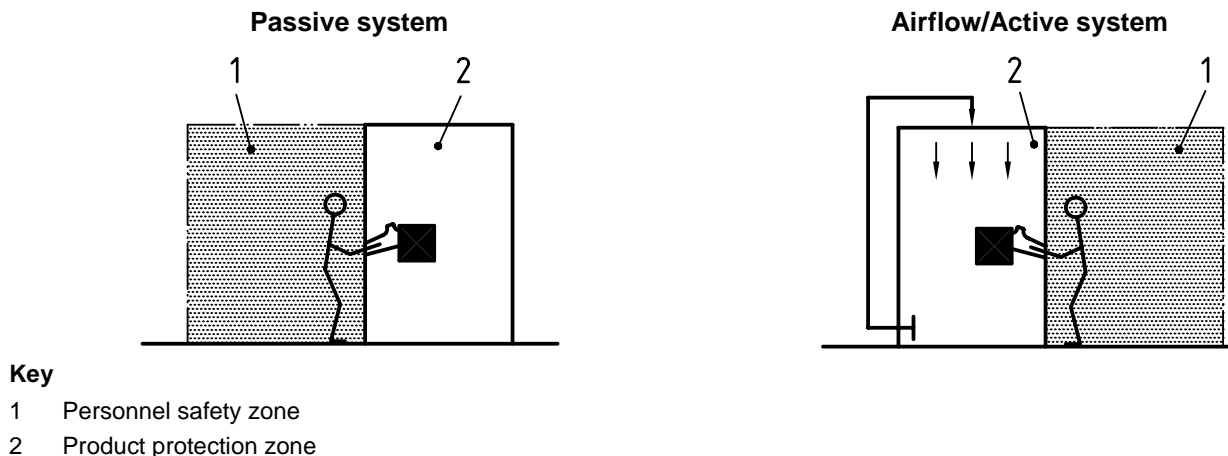 Passive system
Airflow/Active system
1
2
2
1
Key
1 Personnel safety zone
2 Product protection zone